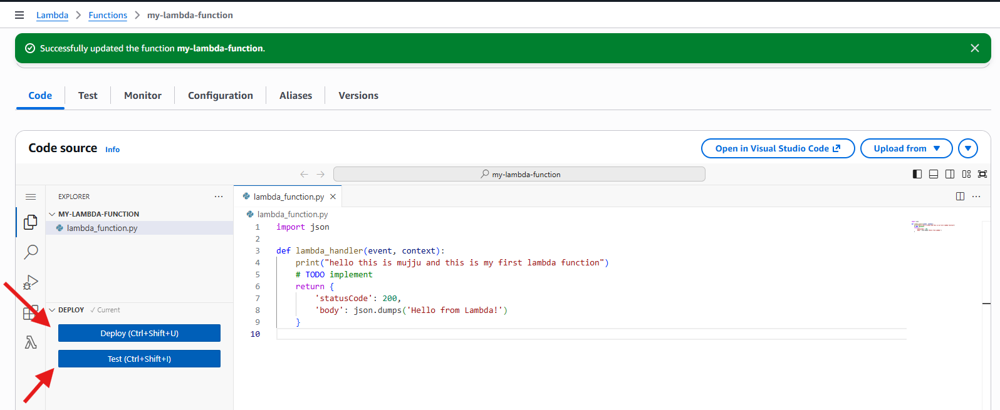 Lambda > Functions > my-lambda-function
Successfully updated the function my-lambda-function.
Code Test Monitor Configuration Aliases Versions
Code source Info
Open in Visual Studio Code Upload from
my-lambda-function
EXPLORER
MY-LAMBDA-FUNCTION
lambda_function.py
DEPLOY ✓ Current
Deploy (Ctrl+Shift+U)
Test (Ctrl+Shift+I)
lambda_function.py
lambda_function.py
1 import json
2
3 def lambda_handler(event, context):
4     print("hello this is mujju and this is my first lambda function")
5     # TODO implement
6     return {
7         'statusCode': 200,
8         'body': json.dumps('Hello from Lambda!')
9     }
10